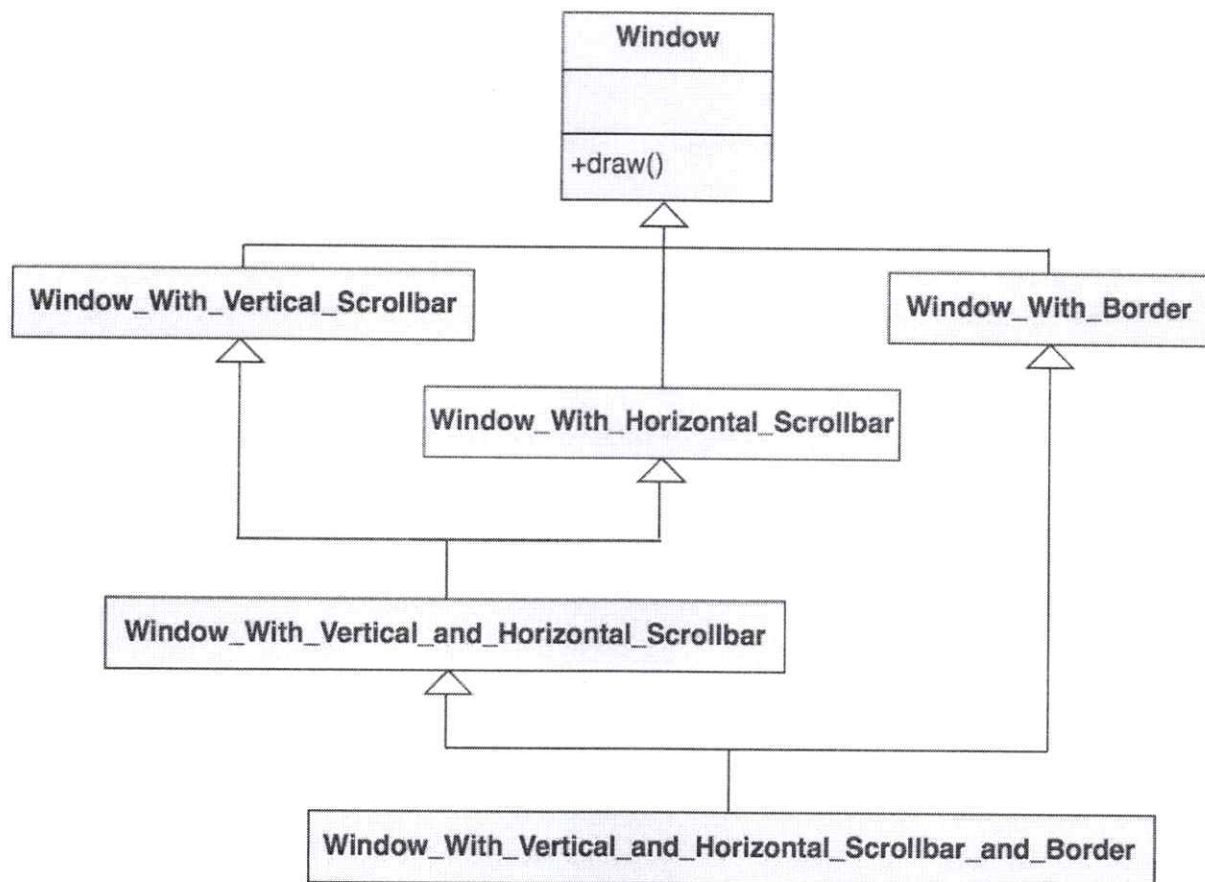 Window
+draw()
Window_With_Vertical_Scrollbar
Window_With_Border
Window_With_Horizontal_Scrollbar
Window_With_Vertical_and_Horizontal_Scrollbar
Window_With_Vertical_and_Horizontal_Scrollbar_and_Border